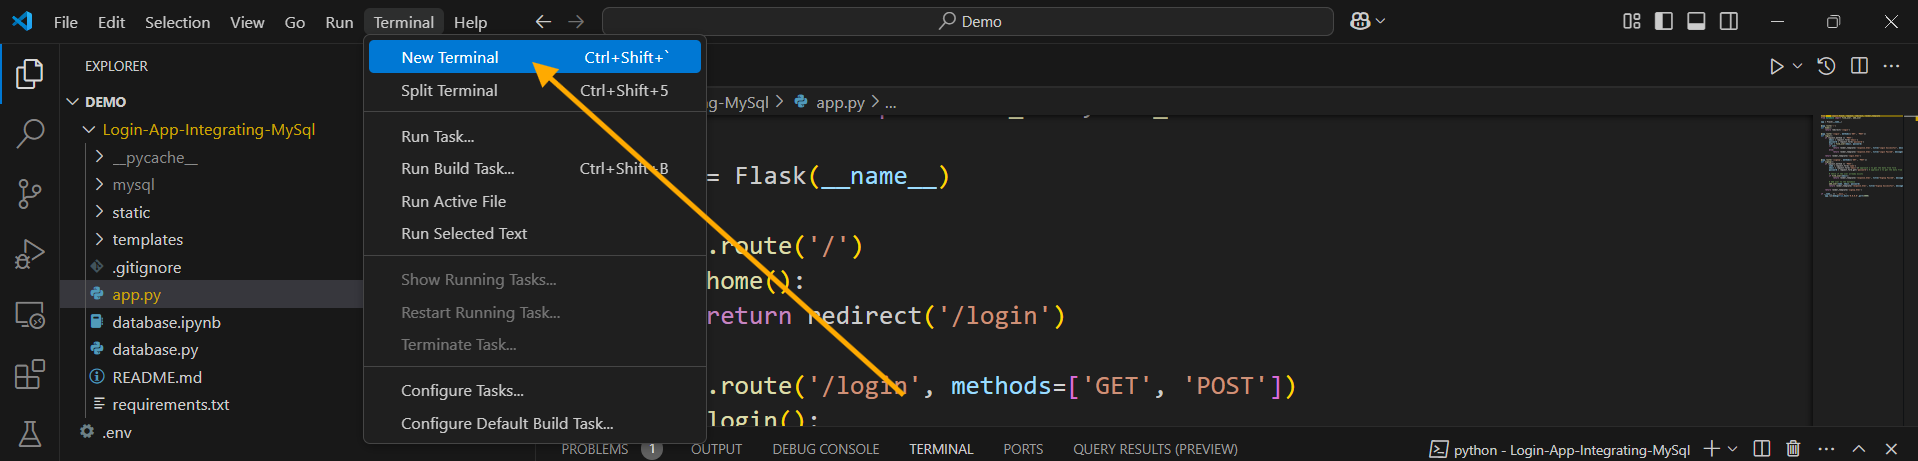 File Edit Selection View Go Run Terminal Help
Demo
EXPLORER
DEMO
Login-App-Integrating-MySql
__pycache__
mysql
static
templates
.gitignore
app.py
database.ipynb
database.py
README.md
requirements.txt
.env
New Terminal Ctrl+Shift+`
Split Terminal Ctrl+Shift+5
Run Task...
Run Build Task... Ctrl+Shift+B
Run Active File
Run Selected Text
Show Running Tasks...
Restart Running Task...
Terminate Task...
Configure Tasks...
Configure Default Build Task...
g-MySql > app.py > ...
= Flask(__name__)
.route('/')
home():
return redirect('/login')
.route('/login', methods=['GET', 'POST'])
login():
PROBLEMS 1 OUTPUT DEBUG CONSOLE TERMINAL PORTS QUERY RESULTS (PREVIEW)
python - Login-App-Integrating-MySql